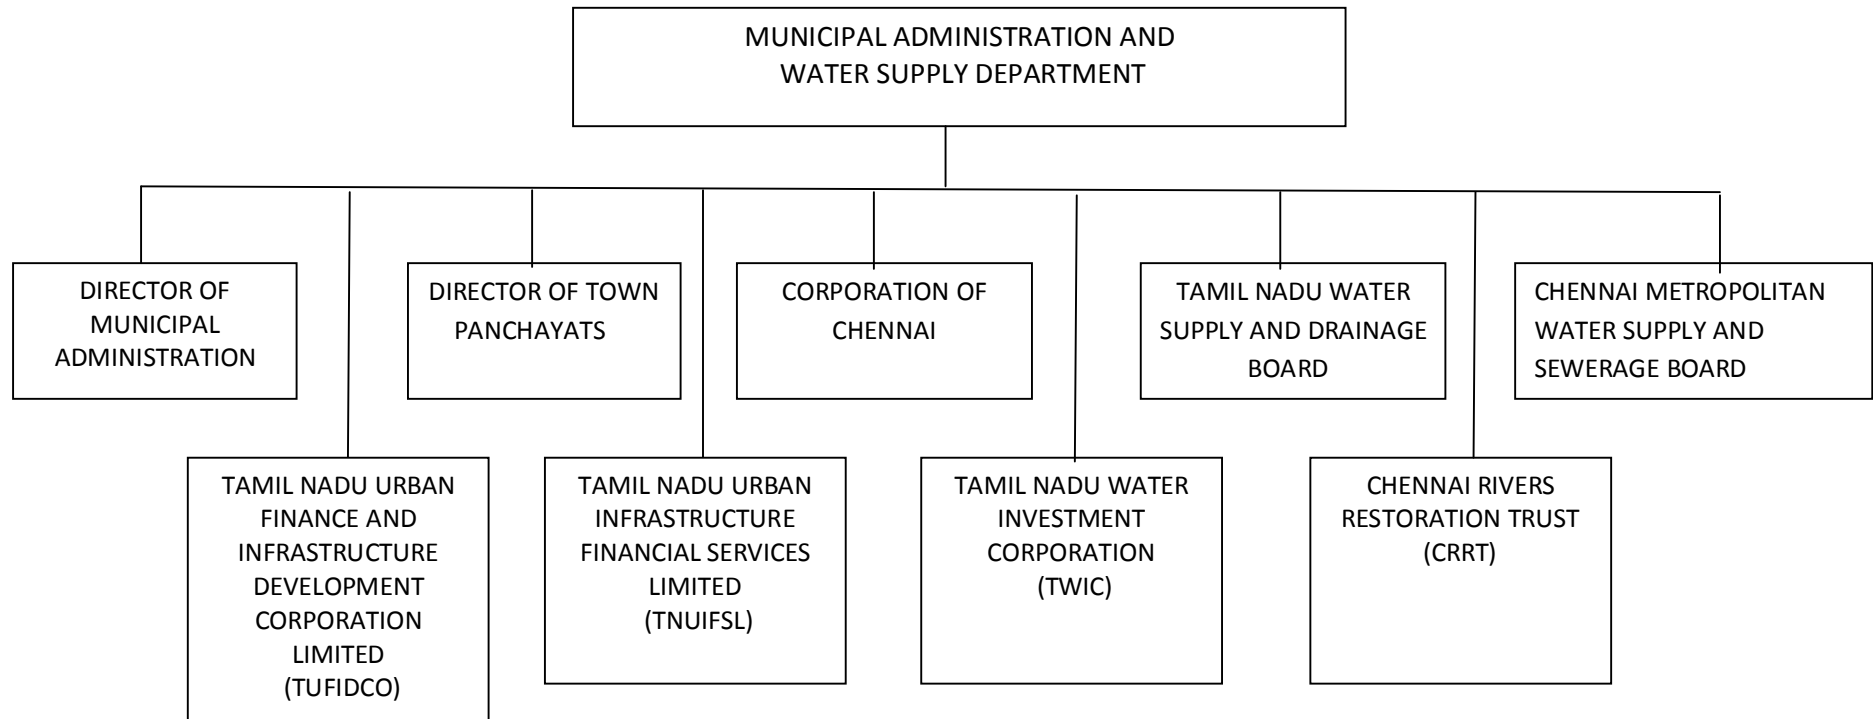 MUNICIPAL ADMINISTRATION AND
WATER SUPPLY DEPARTMENT
DIRECTOR OF
MUNICIPAL
ADMINISTRATION
DIRECTOR OF TOWN
PANCHAYATS
CORPORATION OF
CHENNAI
TAMIL NADU WATER
SUPPLY AND DRAINAGE
BOARD
CHENNAI METROPOLITAN
WATER SUPPLY AND
SEWERAGE BOARD
TAMIL NADU URBAN
FINANCE AND
INFRASTRUCTURE
DEVELOPMENT
CORPORATION
LIMITED
(TUFIDCO)
TAMIL NADU URBAN
INFRASTRUCTURE
FINANCIAL SERVICES
LIMITED
(TNUIFSL)
TAMIL NADU WATER
INVESTMENT
CORPORATION
(TWIC)
CHENNAI RIVERS
RESTORATION TRUST
(CRRT)